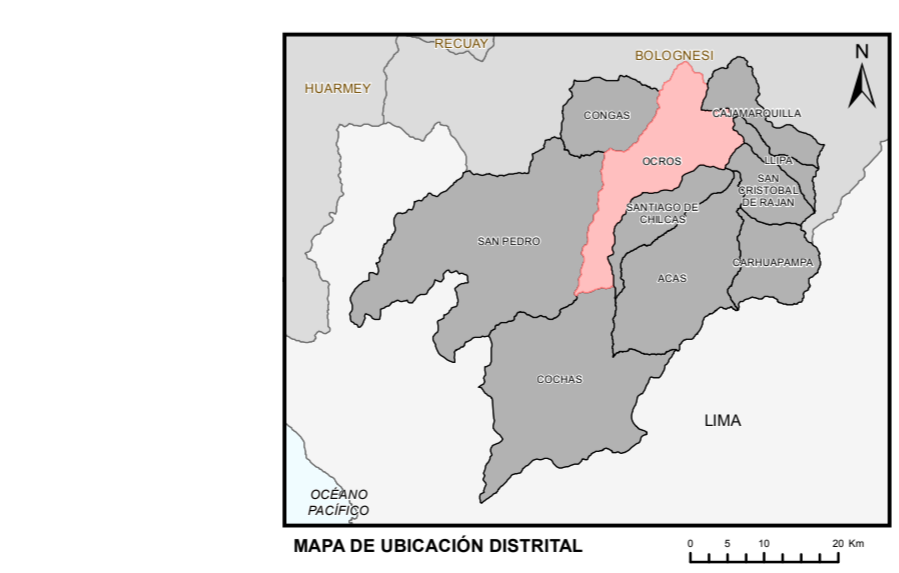 RECUAY
BOLOGNESI
N
HUARMEY
CONGAS
CAJAMARQUILLA
OCROS
LLIPA
SAN
CRISTOBAL
DE RAJAN
SANTIAGO DE
CHILCAS
SAN PEDRO
CARHUAPAMPA
ACAS
COCHAS
LIMA
OCÉANO
PACÍFICO
MAPA DE UBICACIÓN DISTRITAL
0 5 10 20 Km